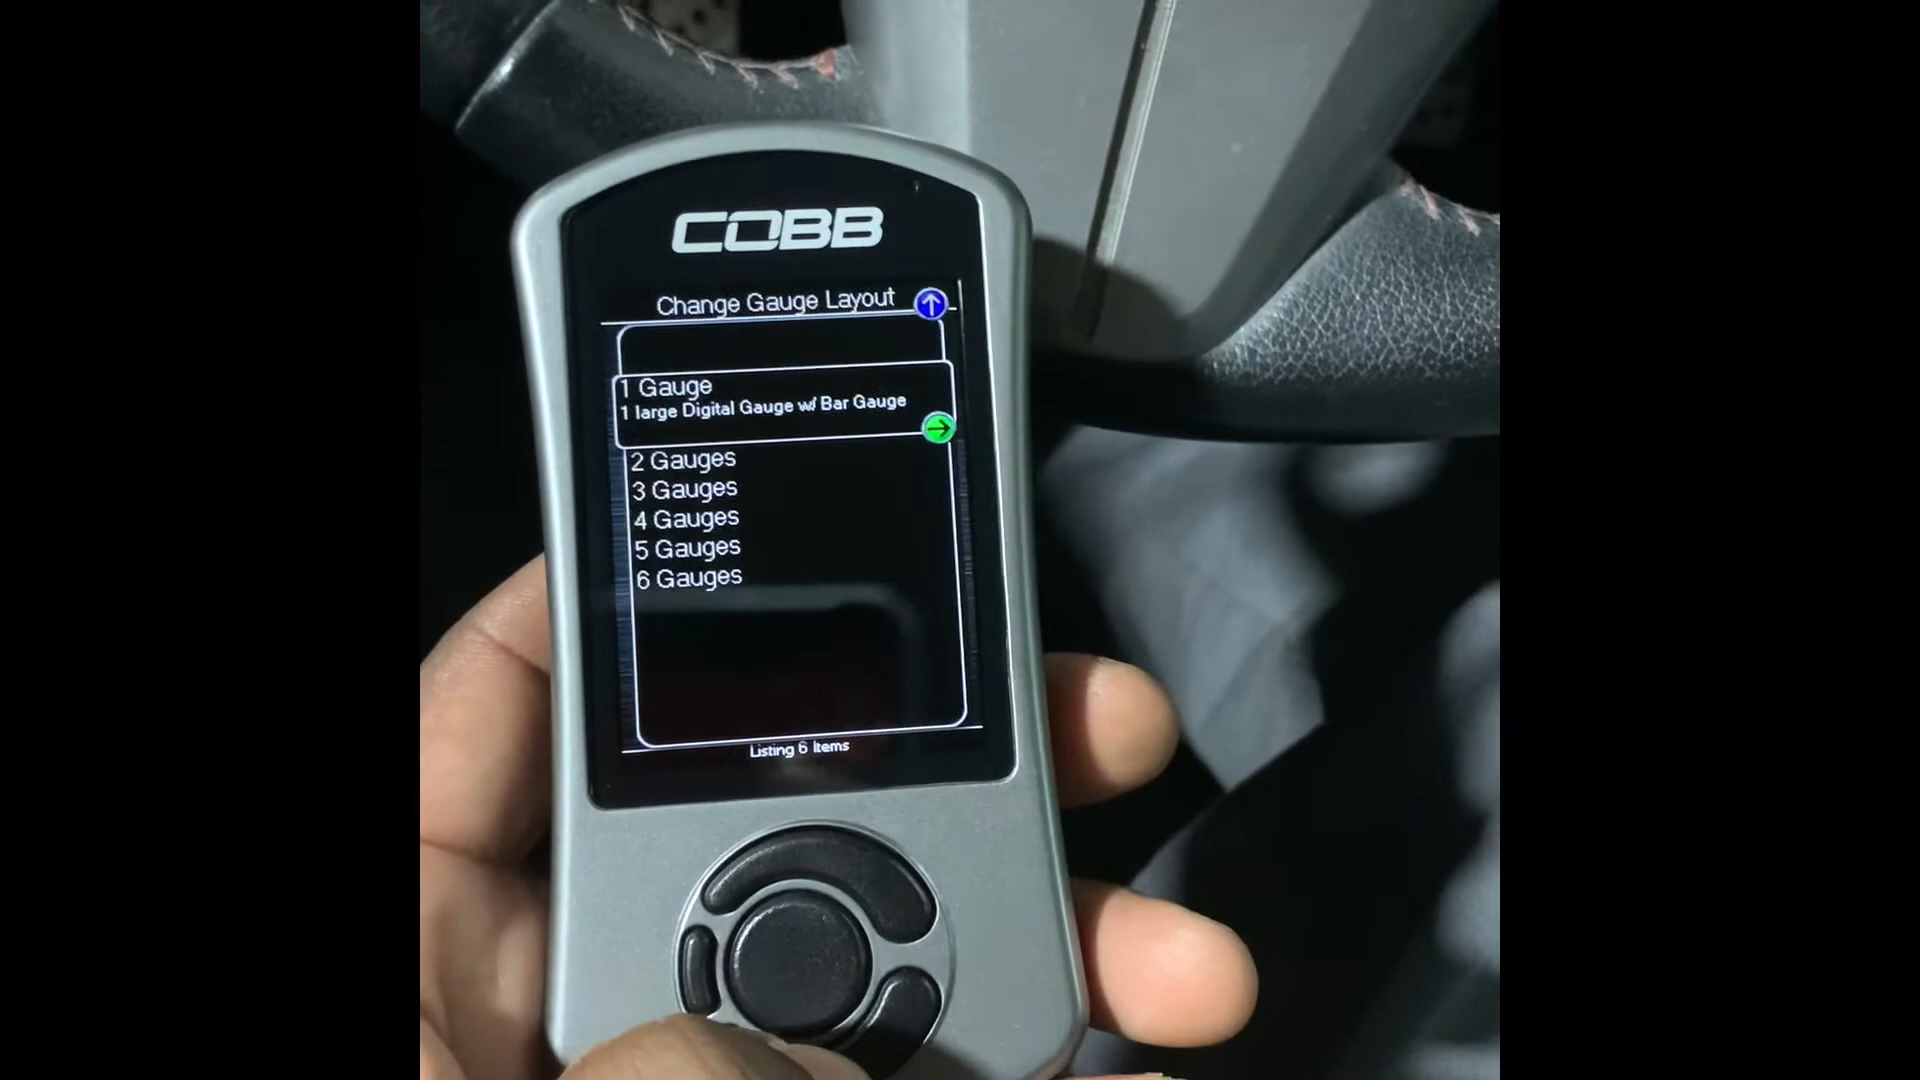 COBB
Change Gauge Layout
1 Gauge
1 large Digital Gauge w/ Bar Gauge
2 Gauges
3 Gauges
4 Gauges
5 Gauges
6 Gauges
Listing 6 Items